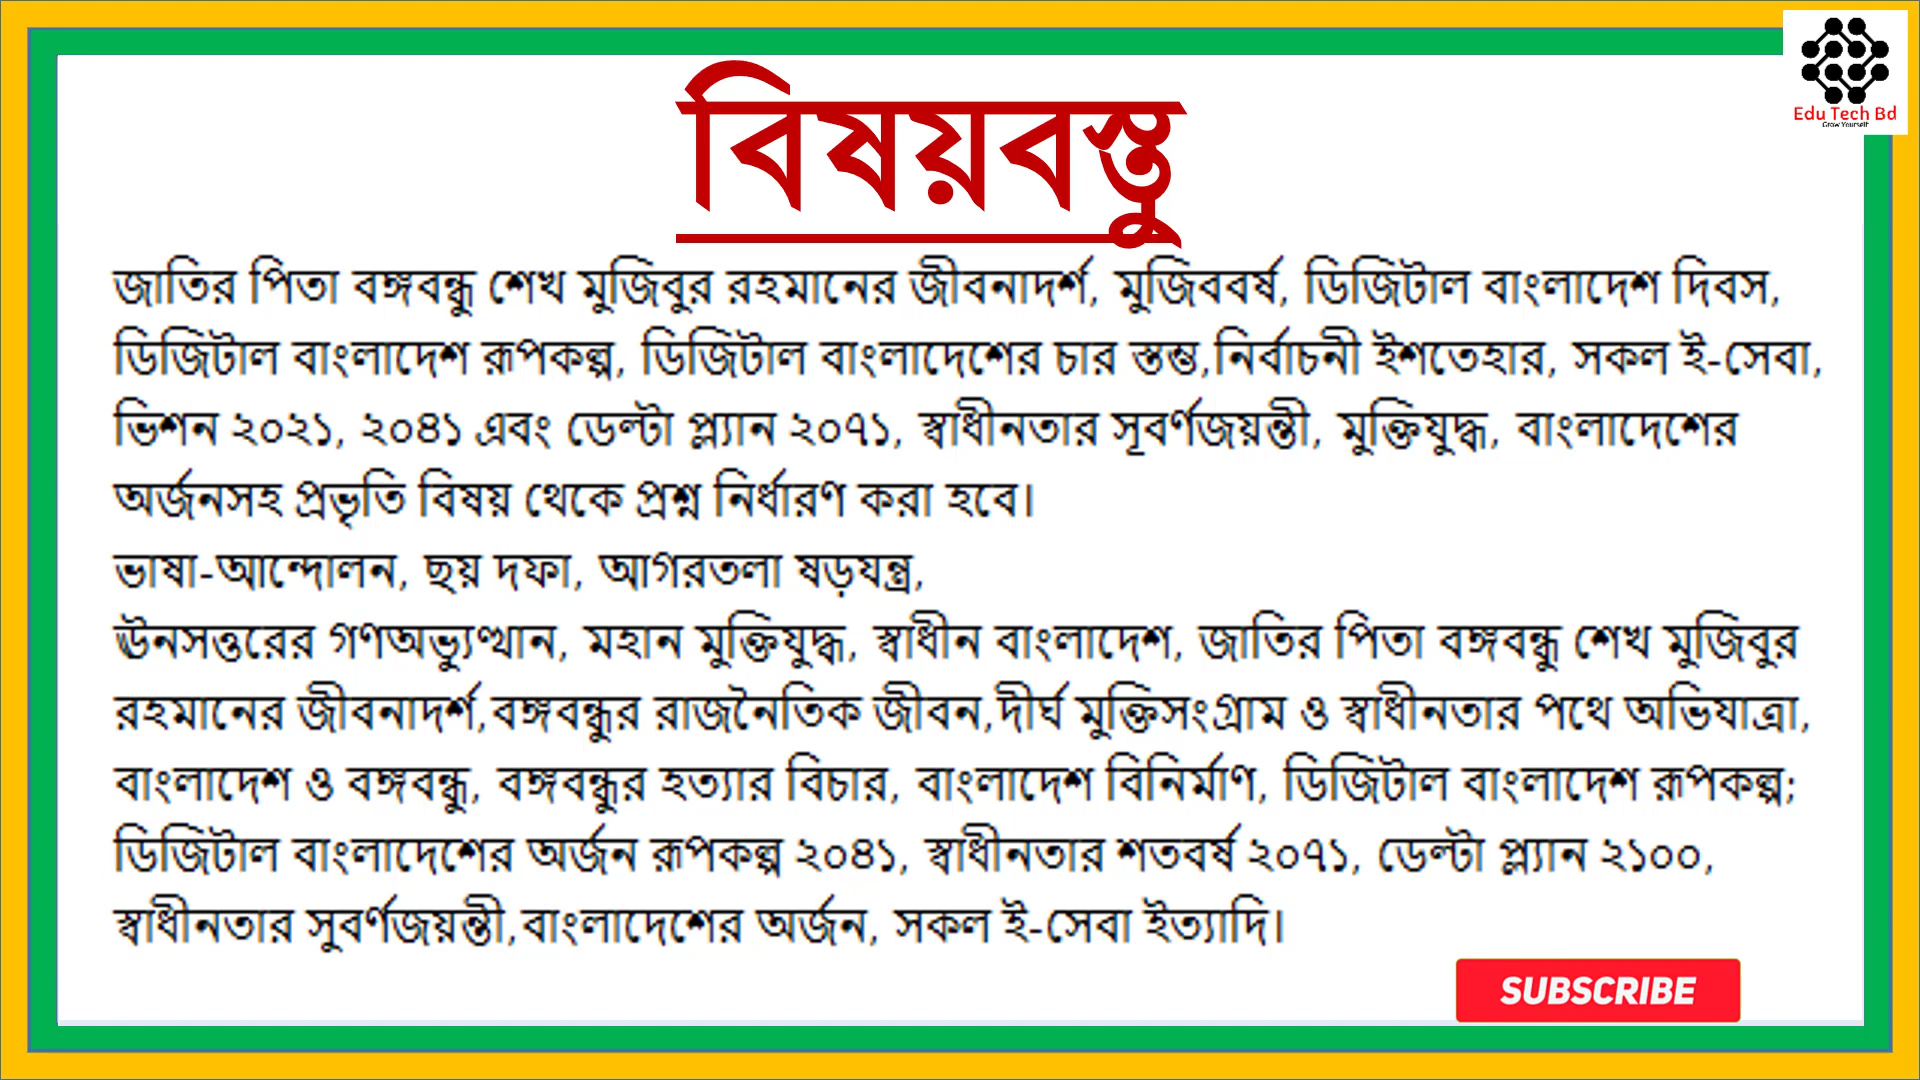 Edu Tech Bd
Grow Yourself
বিষয়বস্তু
জাতির পিতা বঙ্গবন্ধু শেখ মুজিবুর রহমানের জীবনাদর্শ, মুজিববর্ষ, ডিজিটাল বাংলাদেশ দিবস,
ডিজিটাল বাংলাদেশ রূপকল্প, ডিজিটাল বাংলাদেশের চার স্তম্ভ,নির্বাচনী ইশতেহার, সকল ই-সেবা,
ভিশন ২০২১, ২০৪১ এবং ডেল্টা প্ল্যান ২০৭১, স্বাধীনতার সূবর্ণজয়ন্তী, মুক্তিযুদ্ধ, বাংলাদেশের
অর্জনসহ প্রভৃতি বিষয় থেকে প্রশ্ন নির্ধারণ করা হবে।
ভাষা-আন্দোলন, ছয় দফা, আগরতলা ষড়যন্ত্র,
ঊনসত্তরের গণঅভ্যুত্থান, মহান মুক্তিযুদ্ধ, স্বাধীন বাংলাদেশ, জাতির পিতা বঙ্গবন্ধু শেখ মুজিবুর
রহমানের জীবনাদর্শ,বঙ্গবন্ধুর রাজনৈতিক জীবন,দীর্ঘ মুক্তিসংগ্রাম ও স্বাধীনতার পথে অভিযাত্রা,
বাংলাদেশ ও বঙ্গবন্ধু, বঙ্গবন্ধুর হত্যার বিচার, বাংলাদেশ বিনির্মাণ, ডিজিটাল বাংলাদেশ রূপকল্প;
ডিজিটাল বাংলাদেশের অর্জন রূপকল্প ২০৪১, স্বাধীনতার শতবর্ষ ২০৭১, ডেল্টা প্ল্যান ২১০০,
স্বাধীনতার সুবর্ণজয়ন্তী,বাংলাদেশের অর্জন, সকল ই-সেবা ইত্যাদি।
SUBSCRIBE